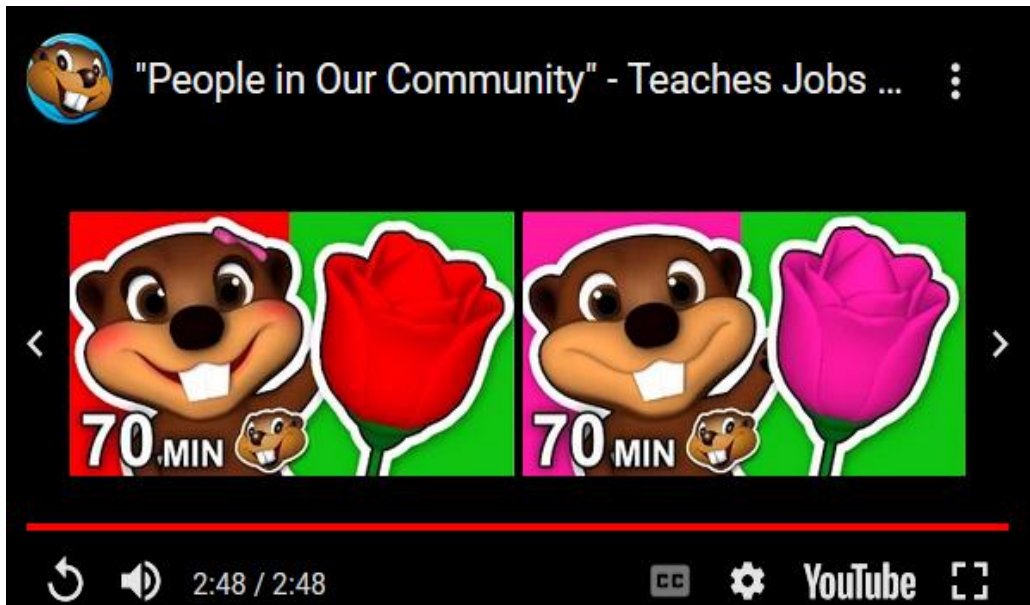 "People in Our Community" - Teaches Jobs ...
70 MIN
70 MIN
2:48 / 2:48
CC
YouTube